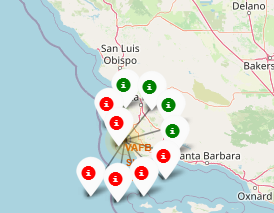 Delano
San Luis
Obispo
Bakers
VAFB
anta Barbara
Oxnard